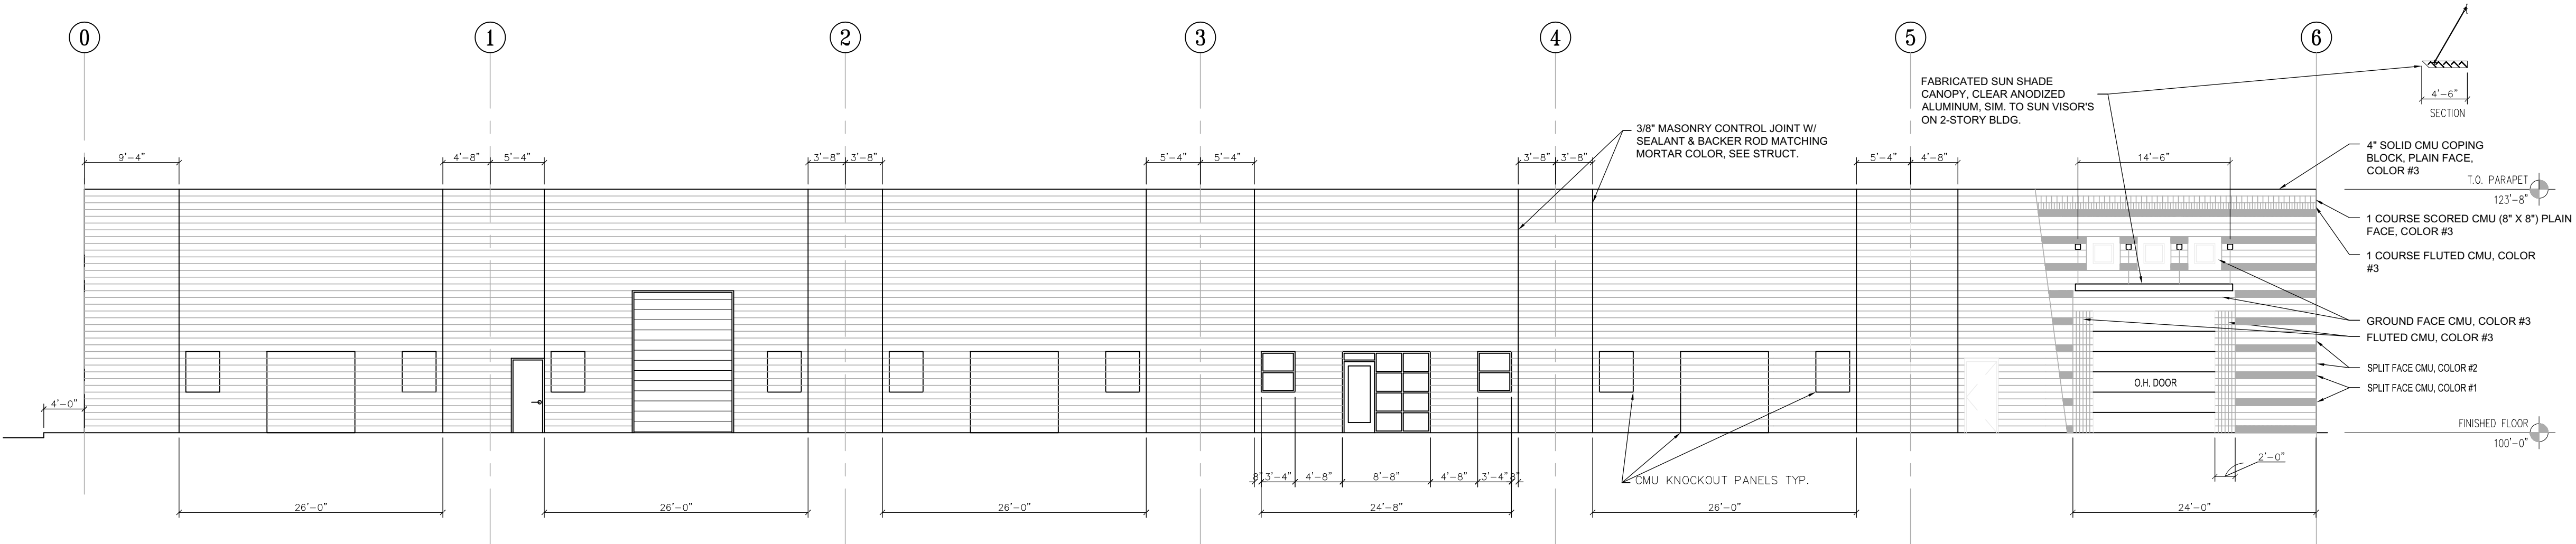 0
1
2
3
4
5
6
FABRICATED SUN SHADE
CANOPY, CLEAR ANODIZED
ALUMINUM, SIM. TO SUN VISOR'S
ON 2-STORY BLDG.
4'-6"
SECTION
3/8" MASONRY CONTROL JOINT W/
SEALANT & BACKER ROD MATCHING
MORTAR COLOR, SEE STRUCT.
9'-4"
4'-8"
5'-4"
3'-8"
3'-8"
5'-4"
5'-4"
3'-8"
3'-8"
5'-4"
4'-8"
14'-6"
4" SOLID CMU COPING
BLOCK, PLAIN FACE,
COLOR #3
T.O. PARAPET
123'-8"
1 COURSE SCORED CMU (8" X 8") PLAIN
FACE, COLOR #3
1 COURSE FLUTED CMU, COLOR
#3
GROUND FACE CMU, COLOR #3
FLUTED CMU, COLOR #3
SPLIT FACE CMU, COLOR #2
SPLIT FACE CMU, COLOR #1
O.H. DOOR
4'-0"
FINISHED FLOOR
100'-0"
2'-0"
8"
3'-4"
4'-8"
8'-8"
4'-8"
3'-4"
8"
CMU KNOCKOUT PANELS TYP.
26'-0"
26'-0"
26'-0"
24'-8"
26'-0"
24'-0"